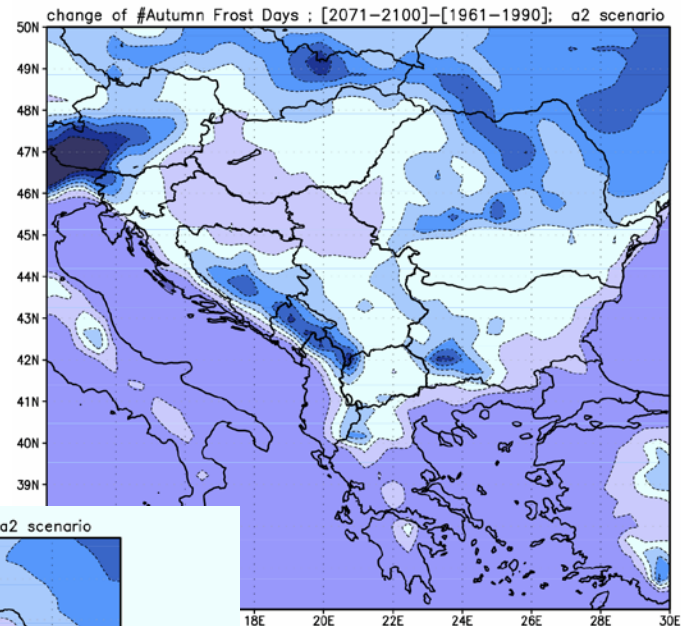 change of #Autumn Frost Days ; [2071−2100]−[1961−1990]; a2 scenario
50N
49N
48N
47N
46N
45N
44N
43N
42N
41N
40N
39N
a2 scenario
18E 20E 22E 24E 26E 28E 30E